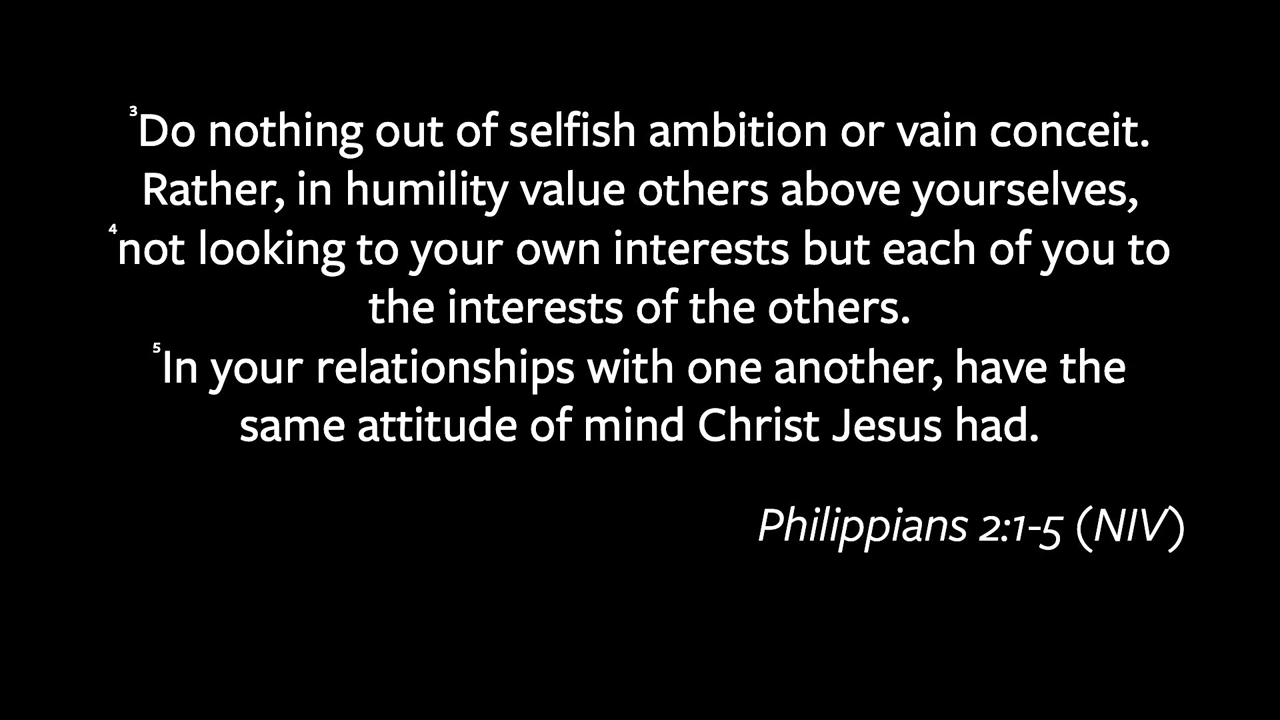 ³Do nothing out of selfish ambition or vain conceit.
Rather, in humility value others above yourselves,
⁴not looking to your own interests but each of you to
the interests of the others.
⁵In your relationships with one another, have the
same attitude of mind Christ Jesus had.
Philippians 2:1-5 (NIV)